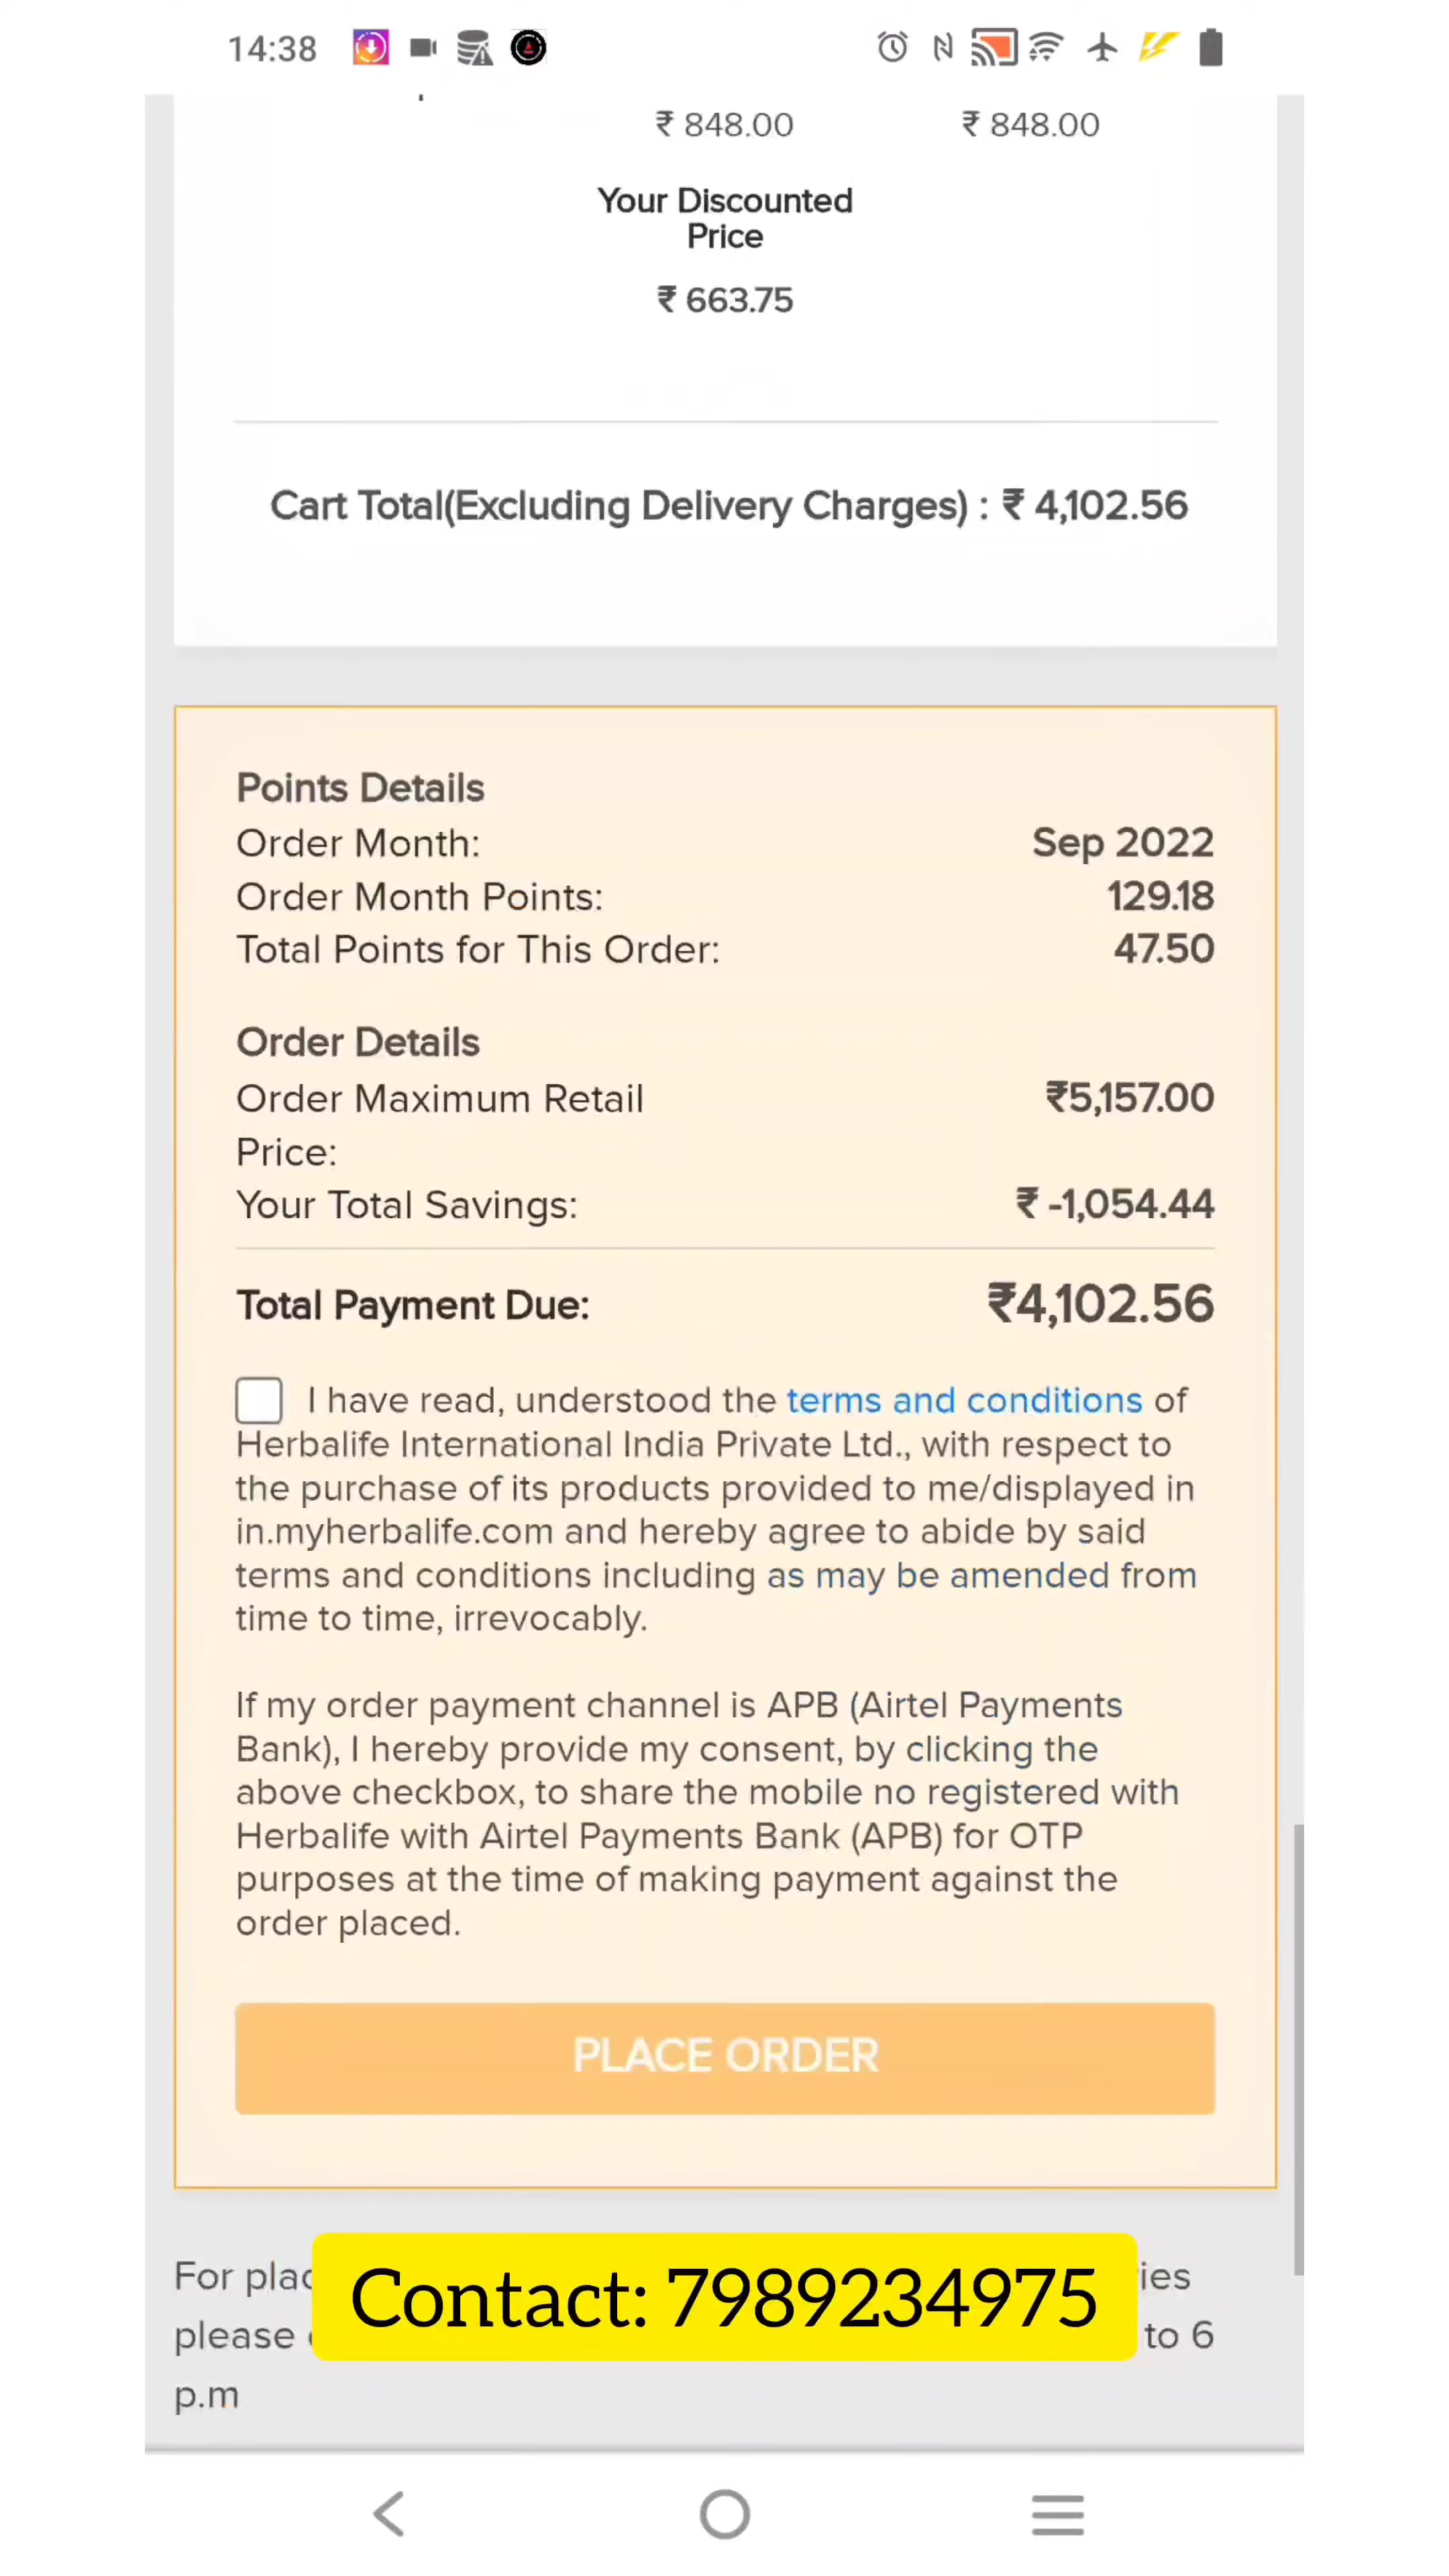 14:38
₹ 848.00 ₹ 848.00
Your Discounted
Price
₹ 663.75
Cart Total(Excluding Delivery Charges) : ₹ 4,102.56
Points Details
Order Month: Sep 2022
Order Month Points: 129.18
Total Points for This Order: 47.50
Order Details
Order Maximum Retail ₹5,157.00
Price:
Your Total Savings: ₹ -1,054.44
Total Payment Due: ₹4,102.56
I have read, understood the terms and conditions of
Herbalife International India Private Ltd., with respect to
the purchase of its products provided to me/displayed in
in.myherbalife.com and hereby agree to abide by said
terms and conditions including as may be amended from
time to time, irrevocably.
If my order payment channel is APB (Airtel Payments
Bank), I hereby provide my consent, by clicking the
above checkbox, to share the mobile no registered with
Herbalife with Airtel Payments Bank (APB) for OTP
purposes at the time of making payment against the
order placed.
PLACE ORDER
For
Contact: 7989234975
please to 6
p.m